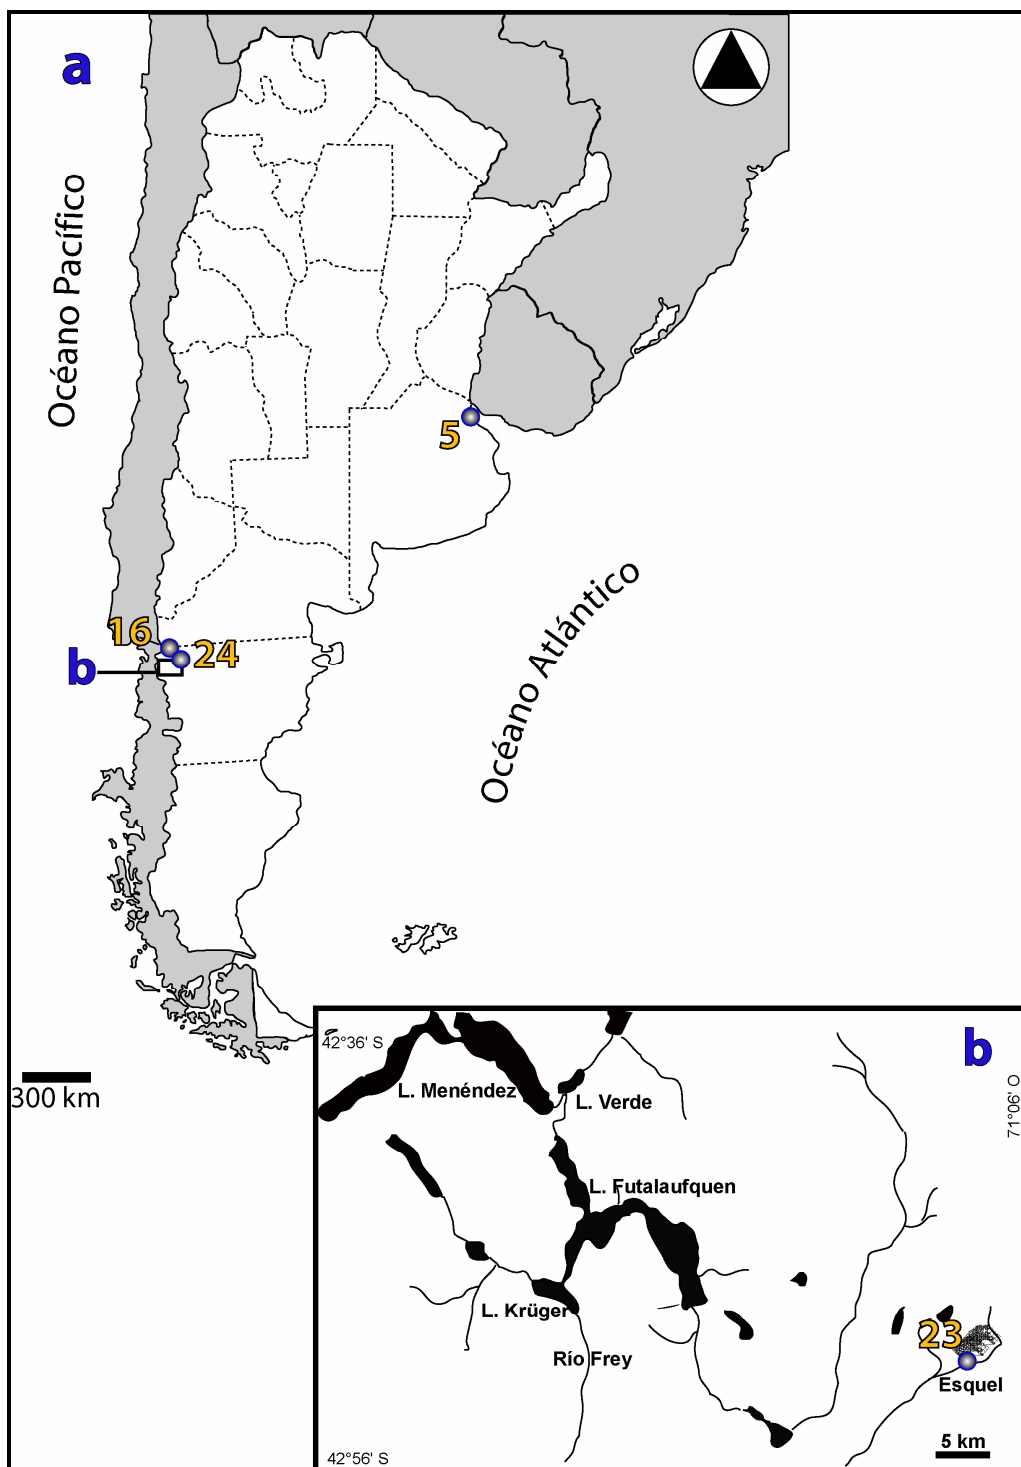 a
Océano Pacífico
5
16
24
b
Océano Atlántico
300 km
42°36' S
b
71°06' O
L. Menéndez
L. Verde
L. Futalaufquen
L. Krüger
Río Frey
23
Esquel
5 km
42°56' S